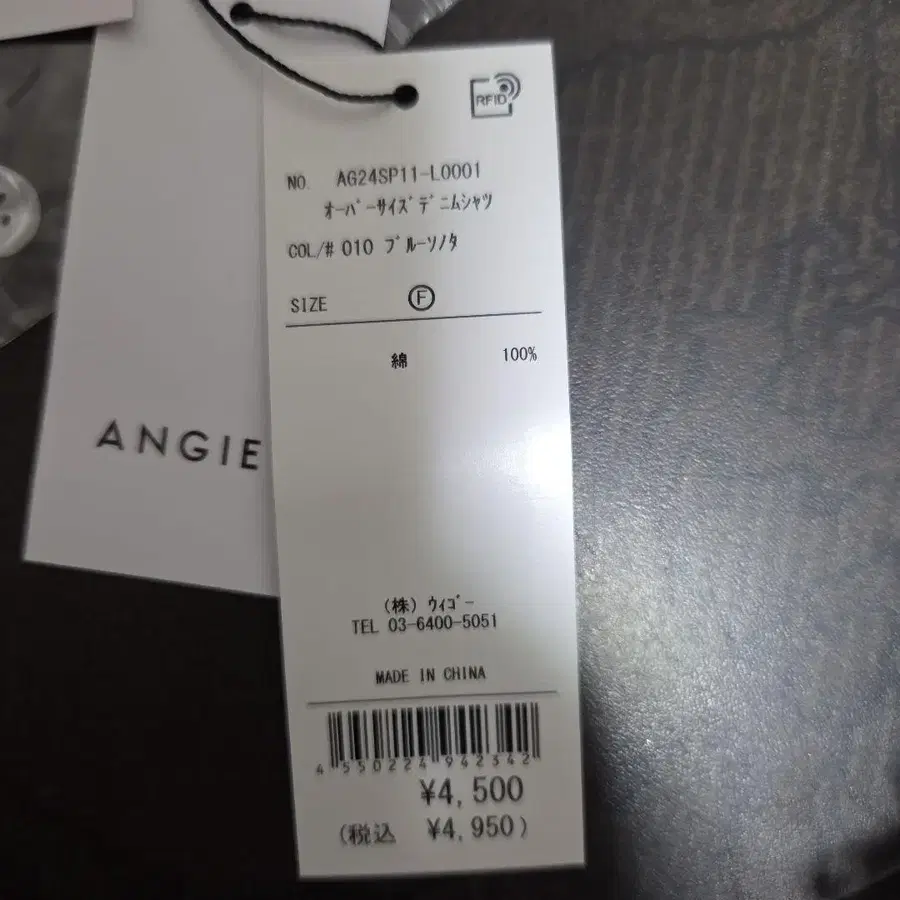 RFID
NO. AG24SP11-L0001
オーバーサイズデニムシャツ
COL/# 010 ブルーソノタ
SIZE Ⓕ
綿 100%
ANGIE
(株) ウィゴー
TEL 03-6400-5051
MADE IN CHINA
4 550224 942342
¥4,500
(税込 ¥4,950)